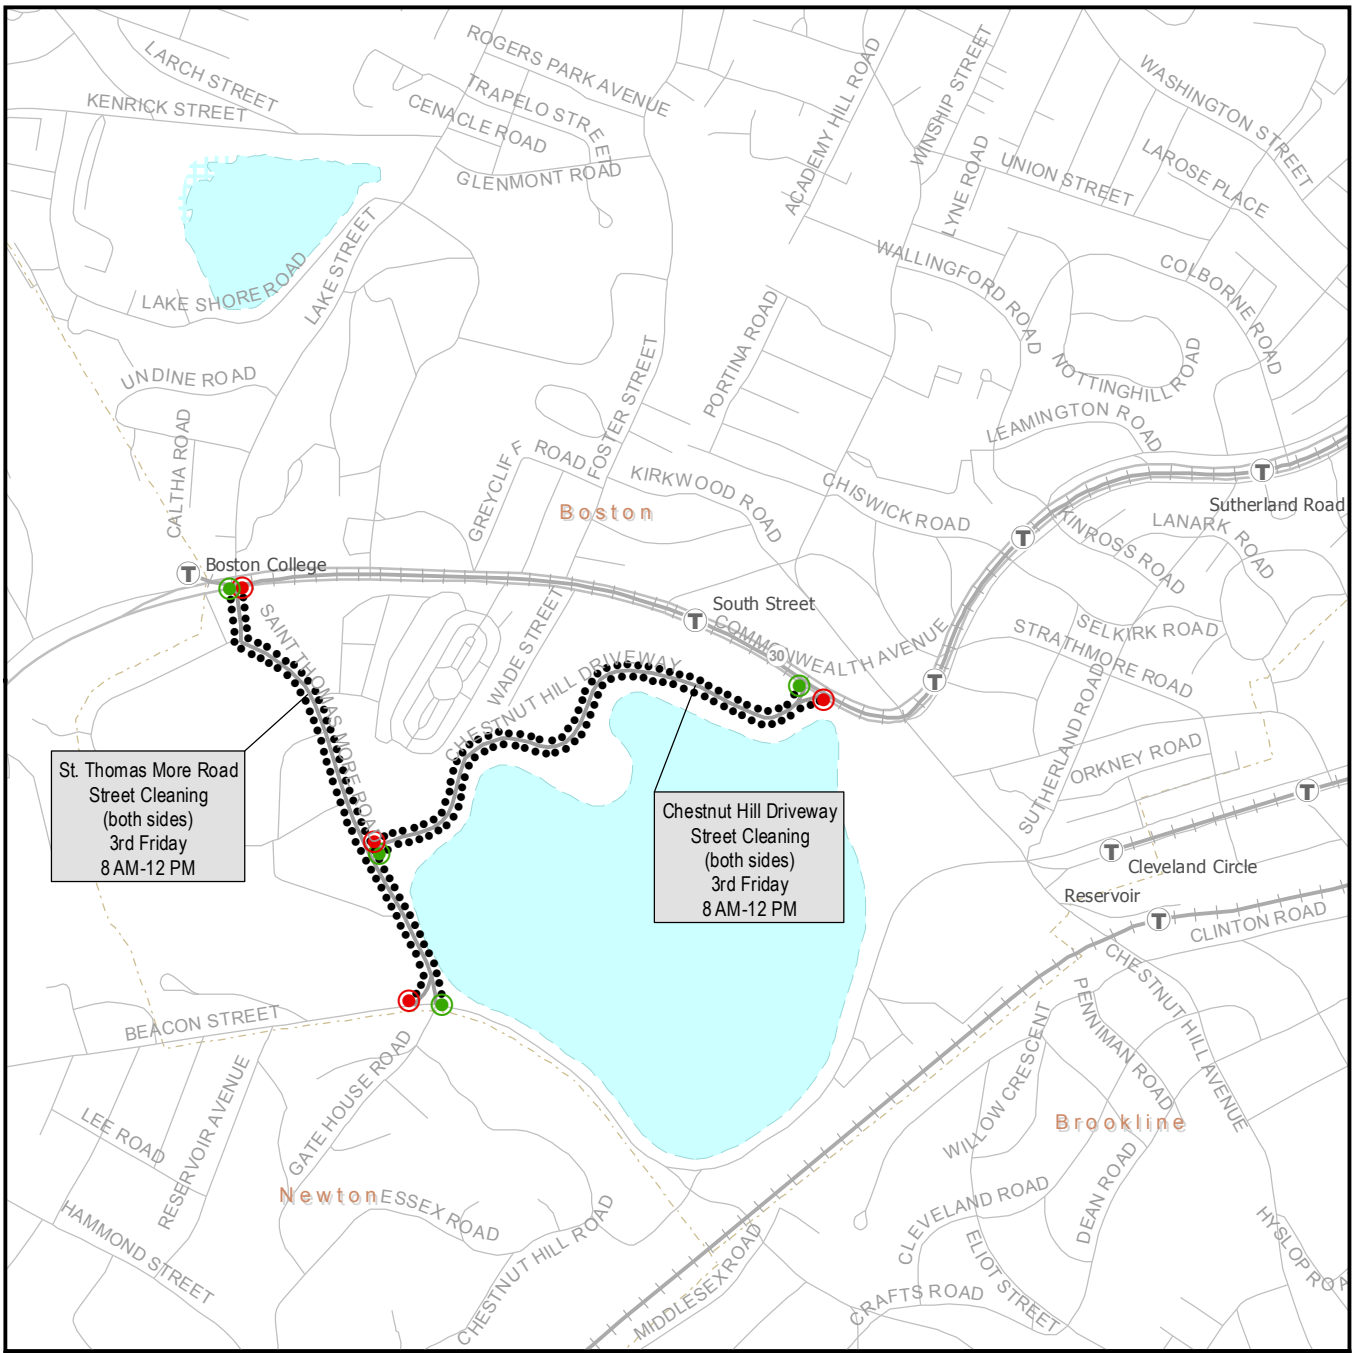 LARCH STREET
KENRICK STREET
ROGERS PARK AVENUE
TRAPELO STREET
CENACLE ROAD
GLENMONT ROAD
ACADEMY HILL ROAD
WINSHIP STREET
LYNE ROAD
UNION STREET
WASHINGTON STREET
LAROSE PLACE
WALLINGFORD ROAD
COLBORNE ROAD
LAKE SHORE ROAD
LAKE STREET
UNDINE ROAD
CALTHA ROAD
FOSTER STREET
PORTINA ROAD
NOTTINGHILL ROAD
LEAMINGTON ROAD
GREYCLIFF ROAD
KIRKWOOD ROAD
CHISWICK ROAD
Boston
T
Sutherland Road
KINROSS ROAD
LANARK ROAD
T
T
Boston College
SAINT THOMAS MORE ROAD
WADE STREET
CHESTNUT HILL DRIVEWAY
T
South Street
COMMONWEALTH AVENUE
30
T
SELKIRK ROAD
STRATHMORE ROAD
SUTHERLAND ROAD
ORKNEY ROAD
St. Thomas More Road
Street Cleaning
(both sides)
3rd Friday
8 AM-12 PM
Chestnut Hill Driveway
Street Cleaning
(both sides)
3rd Friday
8 AM-12 PM
T
T
Cleveland Circle
Reservoir
T
CLINTON ROAD
CHESTNUT HILL AVENUE
BEACON STREET
GATE HOUSE ROAD
RESERVOIR AVENUE
LEE ROAD
HAMMOND STREET
Newton
ESSEX ROAD
CHESTNUT HILL ROAD
MIDDLESEX ROAD
PENNIMAN ROAD
WILLOW CRESCENT
Brookline
CLEVELAND ROAD
DEAN ROAD
ELIOT STREET
CRAFTS ROAD
HYSLOP ROA